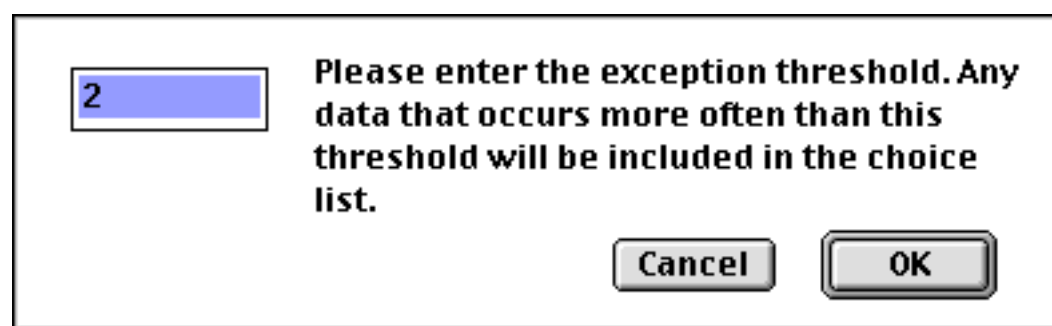 2
Please enter the exception threshold. Any
data that occurs more often than this
threshold will be included in the choice
list.
Cancel OK